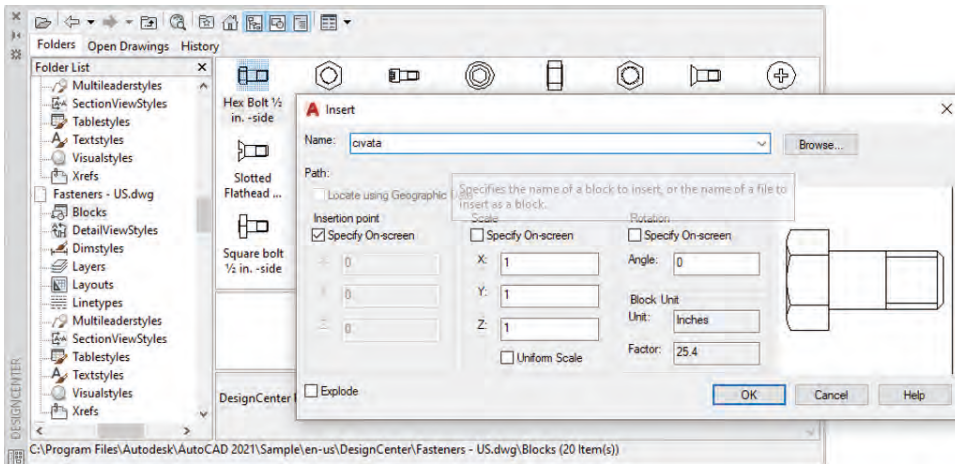 Folders Open Drawings History
Folder List
Multileaderstyles
SectionViewStyles
Tablestyles
Textstyles
Visualstyles
Xrefs
Fasteners - US.dwg
Blocks
DetailViewStyles
Dimstyles
Layers
Layouts
Linetypes
Multileaderstyles
SectionViewStyles
Tablestyles
Textstyles
Visualstyles
Xrefs
Hex Bolt ½
in. -side
Slotted
Flathead ...
Square bolt
½ in. -side
DesignCenter
Insert
Name: cıvata
Browse...
Path:
Locate using Geographic
Specifies the name of a block to insert, or the name of a file to
insert as a block.
Insertion point Scale Rotation
Specify On-screen Specify On-screen Specify On-screen
X: 0 X: 1 Angle: 0
Y: 0 Y: 1
Z: 0 Z: 1
Block Unit
Unit: Inches
Factor: 25.4
Uniform Scale
Explode
OK Cancel Help
DESIGNCENTER
C:\Program Files\Autodesk\AutoCAD 2021\Sample\en-us\DesignCenter\Fasteners - US.dwg\Blocks (20 Item(s))